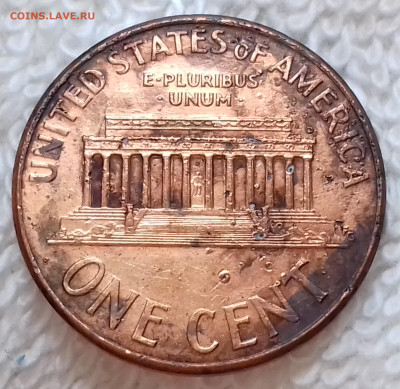 COINS.LAVE.RU
UNITED STATES OF AMERICA
E·PLURIBUS
·UNUM·
ONE CENT